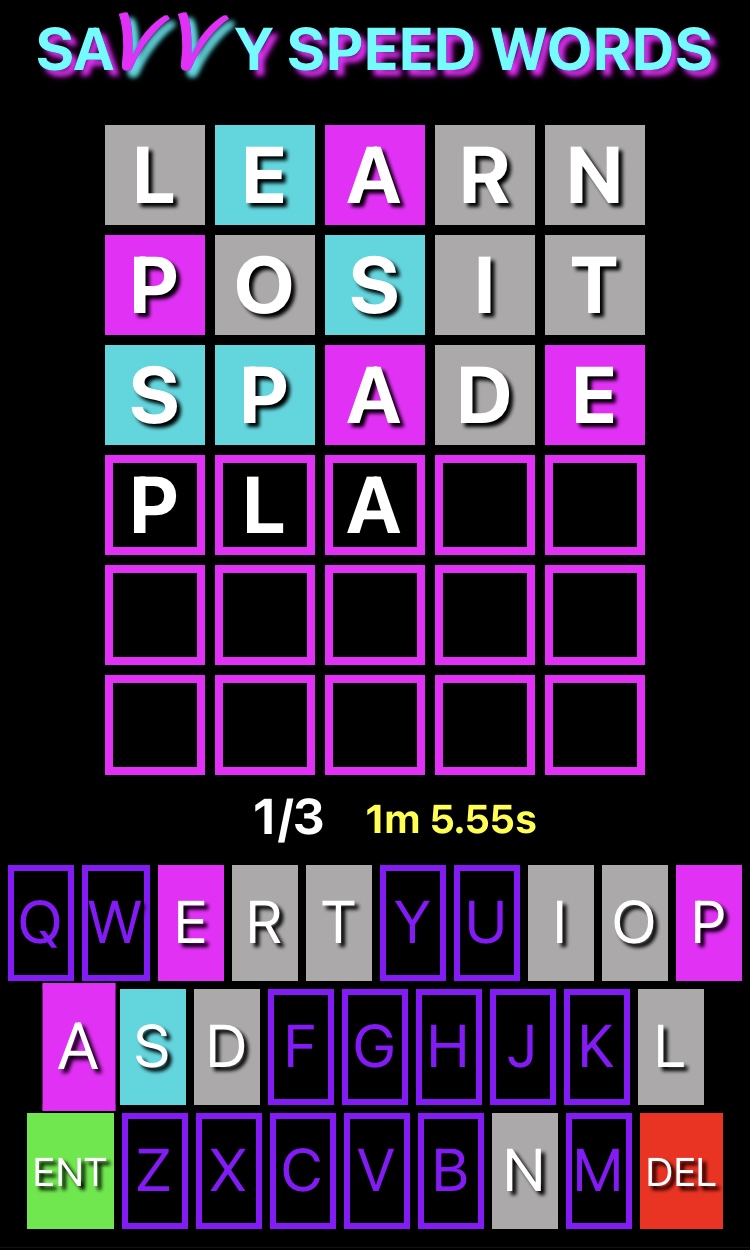 SAVVY SPEED WORDS
L E A R N
P O S I T
S P A D E
P L A
1/3 1m 5.55s
Q W E R T Y U I O P
A S D F G H J K L
ENT Z X C V B N M DEL